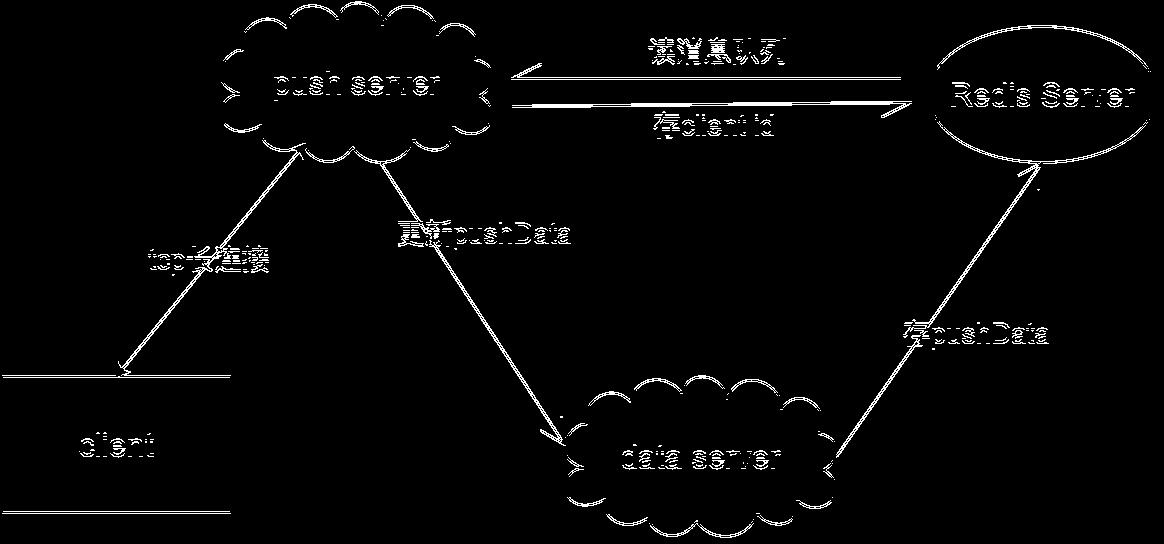 读消息队列
push server
Redis Server
存client id
更新pushData
tcp长连接
存pushData
client
data server